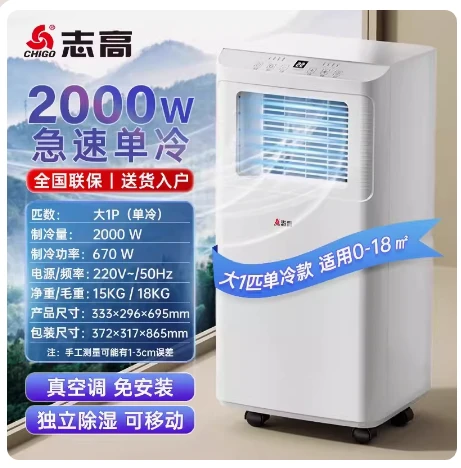 CHIGO 志高
2000w
急速单冷
全国联保 | 送货入户
匹数: 大1P（单冷）
制冷量: 2000 W
制冷功率: 670 W
电源/频率: 220V~/50Hz
净重/毛重: 15KG / 18KG
产品尺寸: 333×296×695mm
包装尺寸: 372×317×865mm
注: 手工测量可能有1-3cm误差
真空调 免安装
独立除湿 可移动
志高
大1匹单冷款 适用0-18㎡